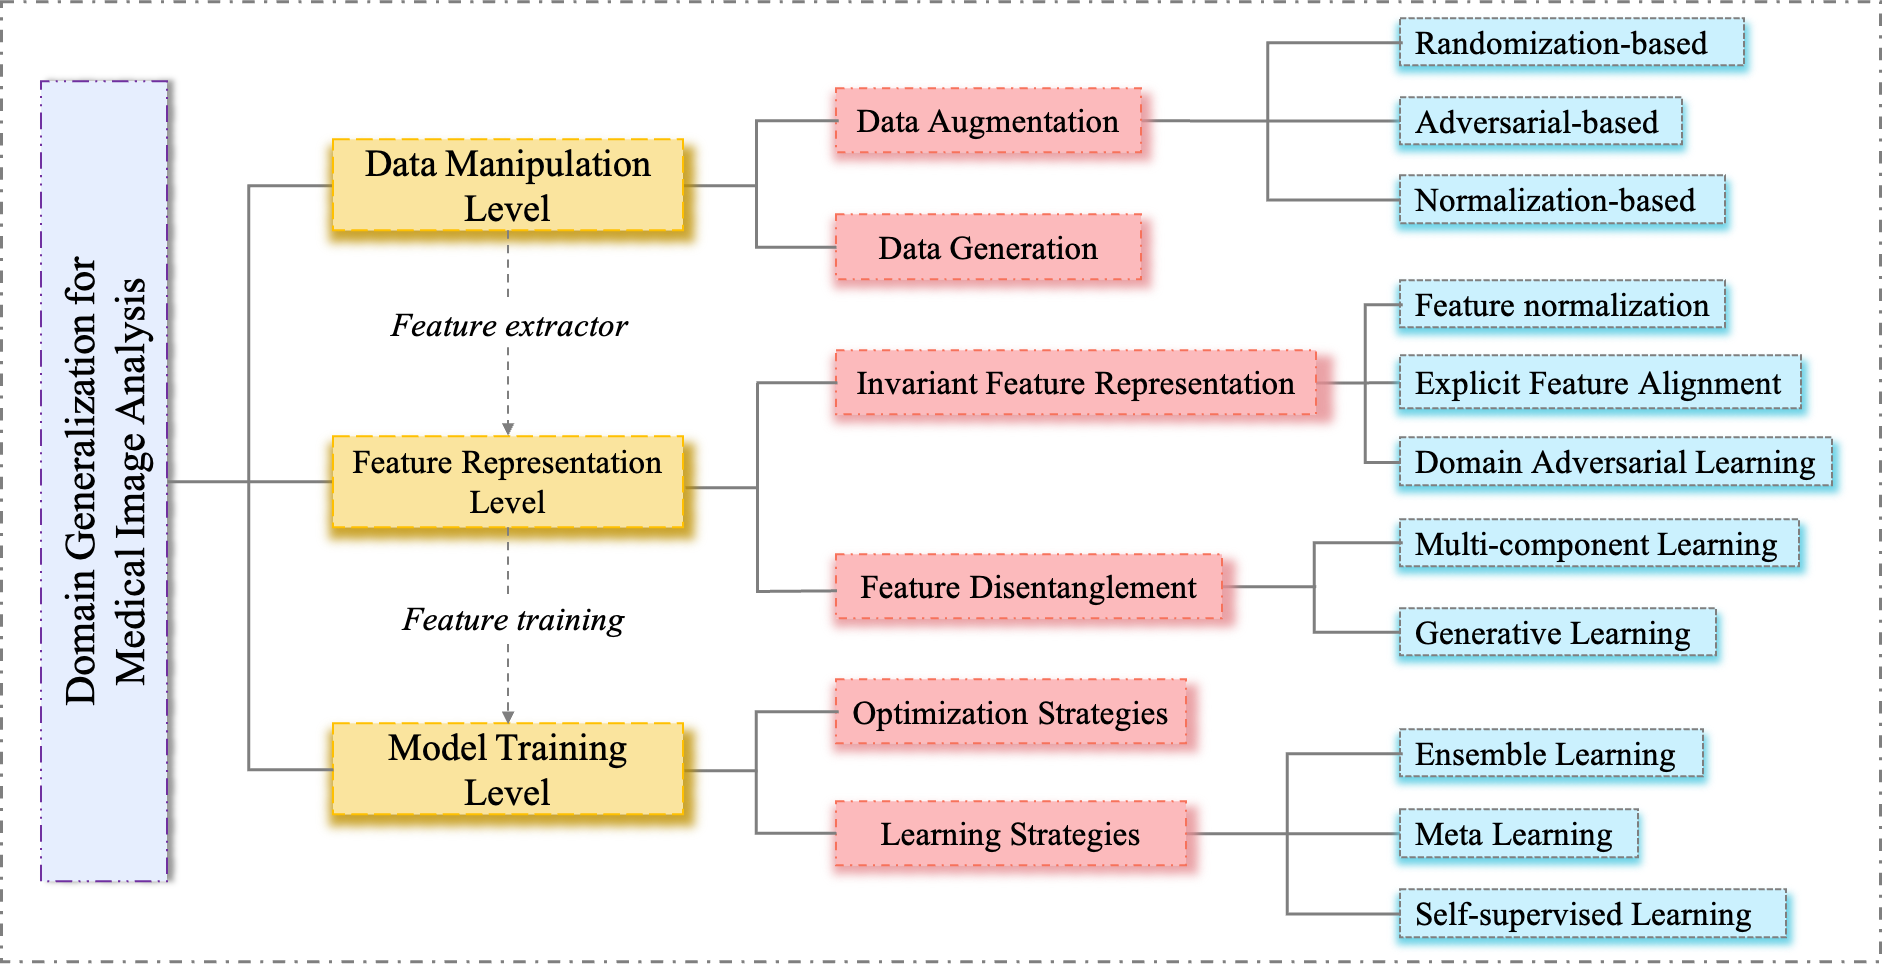 Domain Generalization for
Medical Image Analysis
Data Manipulation
Level
Feature extractor
Feature Representation
Level
Feature training
Model Training
Level
Data Augmentation
Data Generation
Invariant Feature Representation
Feature Disentanglement
Optimization Strategies
Learning Strategies
Randomization-based
Adversarial-based
Normalization-based
Feature normalization
Explicit Feature Alignment
Domain Adversarial Learning
Multi-component Learning
Generative Learning
Ensemble Learning
Meta Learning
Self-supervised Learning